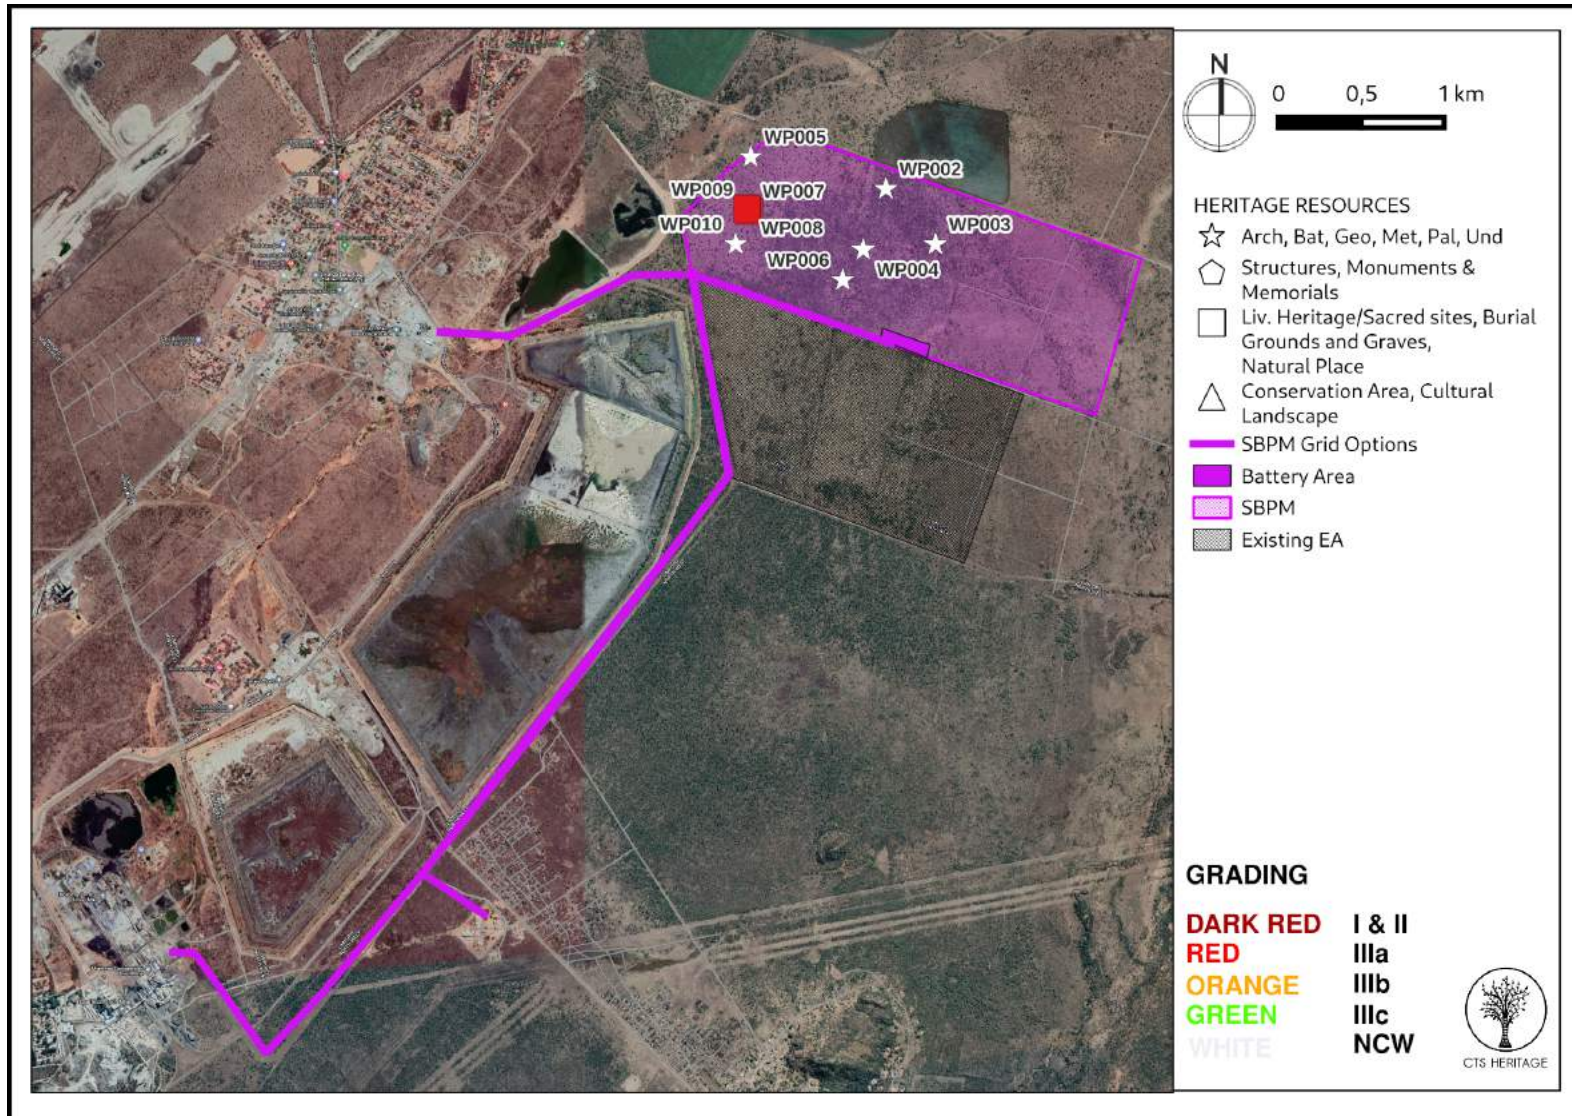 WP005
WP002
WP009 WP007
WP010 WP008
WP003
WP006
WP004
N
0 0,5 1 km
HERITAGE RESOURCES
Arch, Bat, Geo, Met, Pal, Und
Structures, Monuments &
Memorials
Liv. Heritage/Sacred sites, Burial
Grounds and Graves,
Natural Place
Conservation Area, Cultural
Landscape
SBPM Grid Options
Battery Area
SBPM
Existing EA
GRADING
DARK RED I & II
RED IIIa
ORANGE IIIb
GREEN IIIc
WHITE NCW
CTS HERITAGE